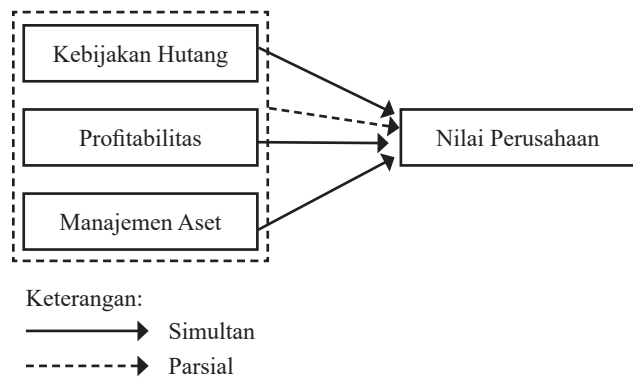 Kebijakan Hutang
Profitabilitas
Nilai Perusahaan
Manajemen Aset
Keterangan:
Simultan
Parsial